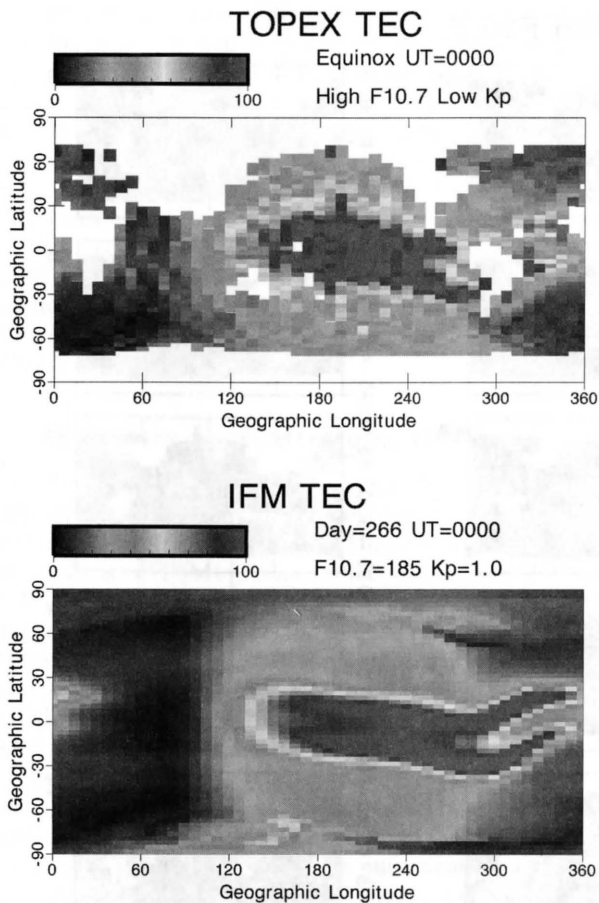 TOPEX TEC
Equinox UT=0000
0 100
High F10.7 Low Kp
90
60
30
0
-30
-60
-90
Geographic Latitude
0 60 120 180 240 300 360
Geographic Longitude
IFM TEC
Day=266 UT=0000
0 100
F10.7=185 Kp=1.0
90
60
30
0
-30
-60
-90
Geographic Latitude
0 60 120 180 240 300 360
Geographic Longitude